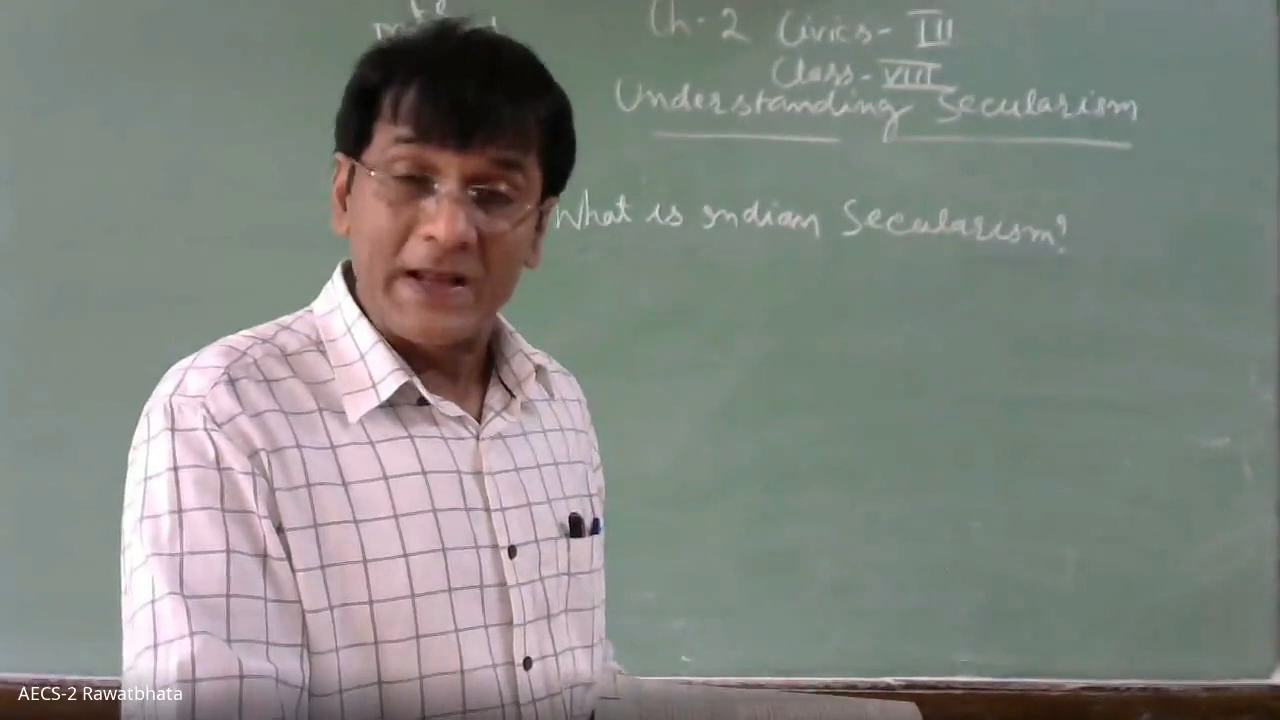 Ch. 2 Civics- III
Class- VIII
Understanding Secularism
What is Indian Secularism?
AECS-2 Rawatbhata